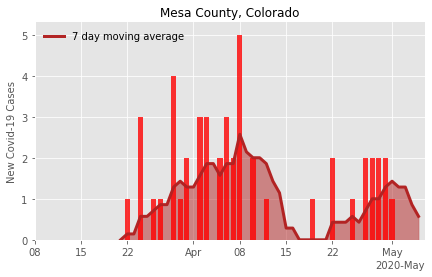 Mesa County, Colorado
7 day moving average
New Covid-19 Cases
5
4
3
2
1
0
08
15
22
Apr
08
15
22
May
2020-May